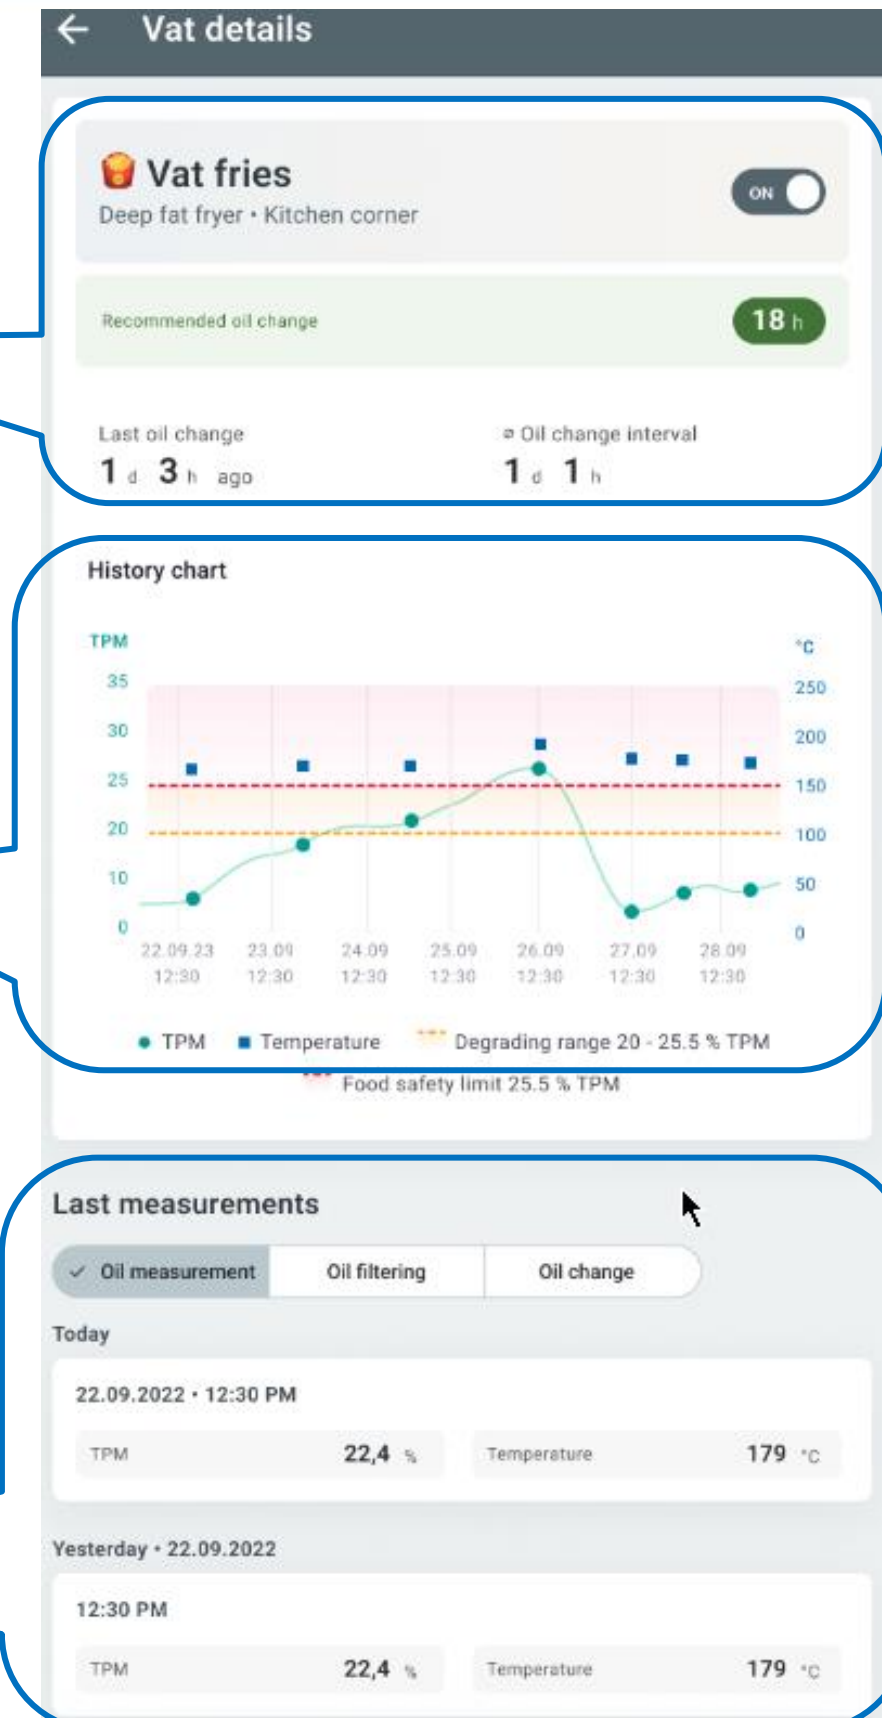 Vat details
Vat fries
ON
Deep fat fryer • Kitchen corner
Recommended oil change
18 h
Last oil change
⌀ Oil change interval
1 d 3 h ago
1 d 1 h
History chart
TPM
°C
35
250
30
200
25
150
20
100
10
50
0
0
22.09.23 23.09 24.09 25.09 26.09 27.09 28.09
12:30 12:30 12:30 12:30 12:30 12:30 12:30
TPM Temperature Degrading range 20 - 25.5 % TPM
Food safety limit 25.5 % TPM
Last measurements
Oil measurement Oil filtering Oil change
Today
22.09.2022 • 12:30 PM
TPM 22,4 % Temperature 179 °C
Yesterday • 22.09.2022
12:30 PM
TPM 22,4 % Temperature 179 °C